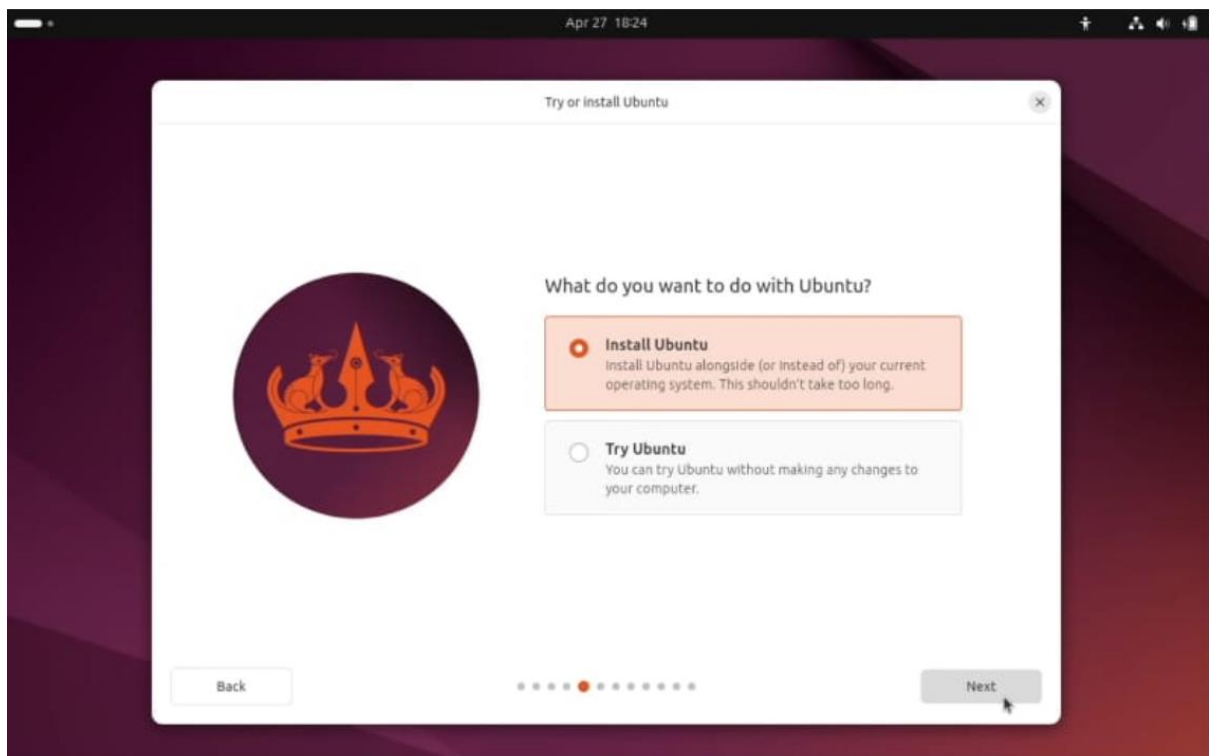 Apr 27 18:24
Try or install Ubuntu
What do you want to do with Ubuntu?
Install Ubuntu
Install Ubuntu alongside (or instead of) your current
operating system. This shouldn't take too long.
Try Ubuntu
You can try Ubuntu without making any changes to
your computer.
Back
Next